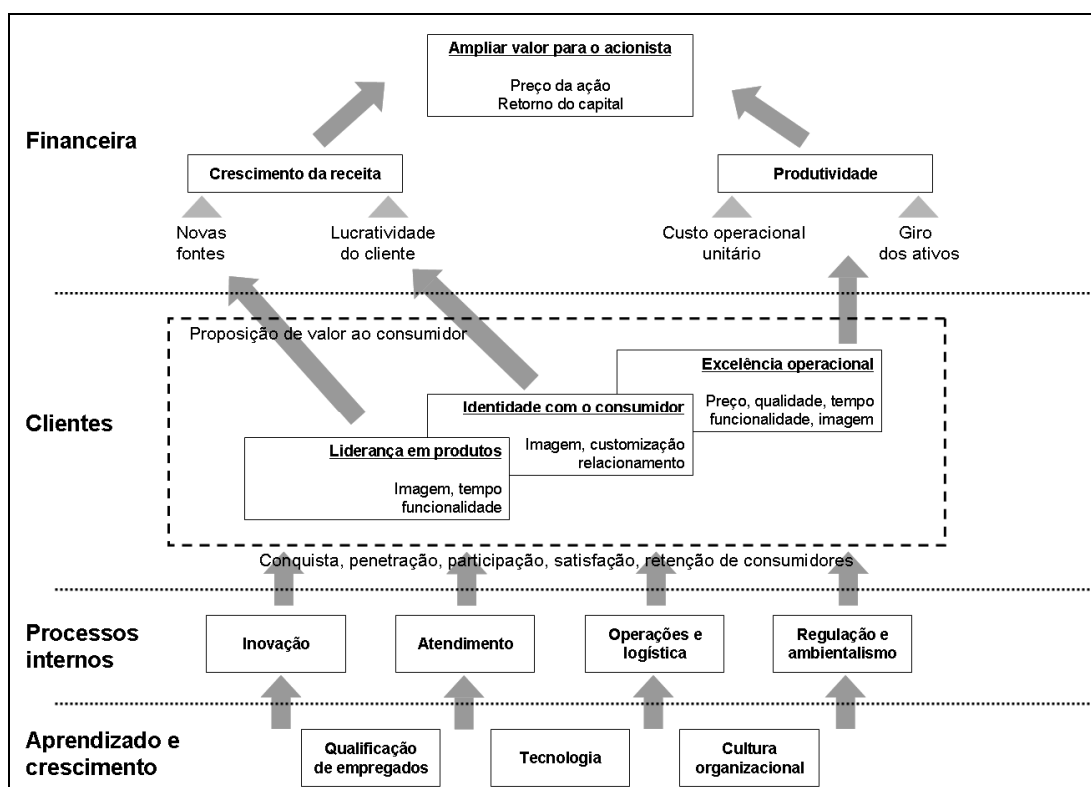 Ampliar valor para o acionista
Preço da ação
Retorno do capital
Financeira
Crescimento da receita
Produtividade
Novas
fontes
Lucratividade
do cliente
Custo operacional
unitário
Giro
dos ativos
Proposição de valor ao consumidor
Excelência operacional
Preço, qualidade, tempo
funcionalidade, imagem
Clientes
Identidade com o consumidor
Imagem, customização
relacionamento
Liderança em produtos
Imagem, tempo
funcionalidade
Conquista, penetração, participação, satisfação, retenção de consumidores
Processos
internos
Inovação
Atendimento
Operações e
logística
Regulação e
ambientalismo
Aprendizado e
crescimento
Qualificação
de empregados
Tecnologia
Cultura
organizacional